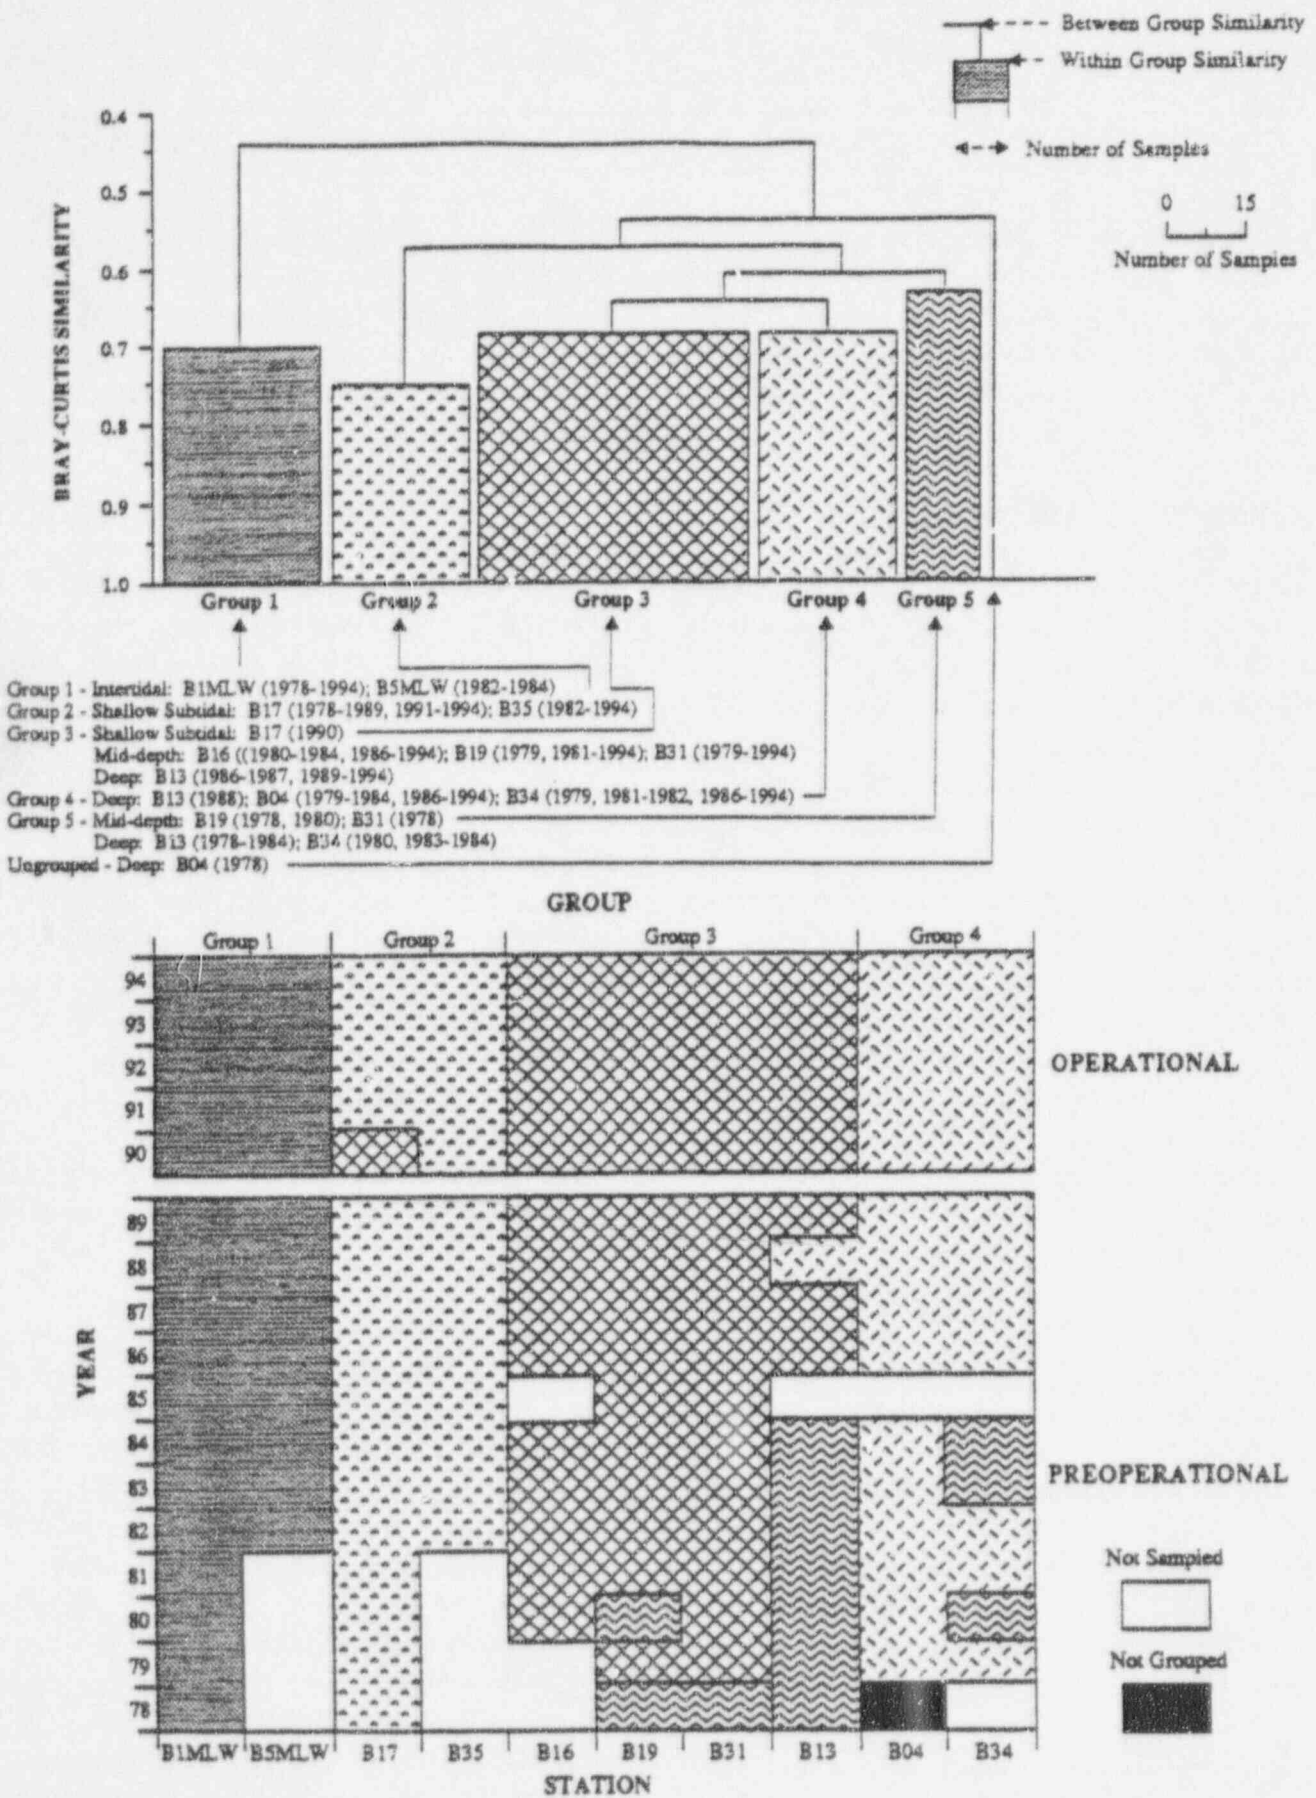 Between Group Similarity
Within Group Similarity
Number of Samples
0 15
Number of Samples
BRAY-CURTIS SIMILARITY
0.4
0.5
0.6
0.7
0.8
0.9
1.0
Group 1 Group 2 Group 3 Group 4 Group 5
Group 1 - Intertidal: B1MLW (1978-1994); B5MLW (1982-1984)
Group 2 - Shallow Subtidal: B17 (1978-1989, 1991-1994); B35 (1982-1994)
Group 3 - Shallow Subtidal: B17 (1990)
Mid-depth: B16 ((1980-1984, 1986-1994); B19 (1979, 1981-1994); B31 (1979-1994)
Deep: B13 (1986-1987, 1989-1994)
Group 4 - Deep: B13 (1988); B04 (1979-1984, 1986-1994); B34 (1979, 1981-1982, 1986-1994)
Group 5 - Mid-depth: B19 (1978, 1980); B31 (1978)
Deep: B13 (1978-1984); B34 (1980, 1983-1984)
Ungrouped - Deep: B04 (1978)
GROUP
Group 1 Group 2 Group 3 Group 4
94
93
92
91
90
OPERATIONAL
YEAR
89
88
87
86
85
84
83
82
81
80
79
78
PREOPERATIONAL
Not Sampled
Not Grouped
B1MLW B5MLW B17 B35 B16 B19 B31 B13 B04 B34
STATION